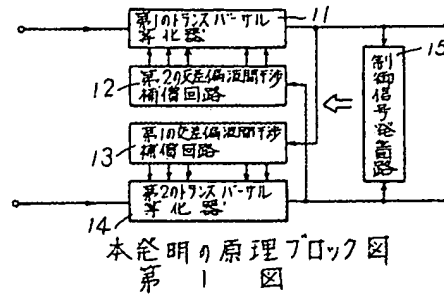 第1のトランスバーサル
等化器
11
12
第2の交差偏波間干渉
補償回路
第1の交差偏波間干渉
補償回路
13
第2のトランスバーサル
等化器
14
制御信号発生回路
15
本発明の原理ブロック図
第1図